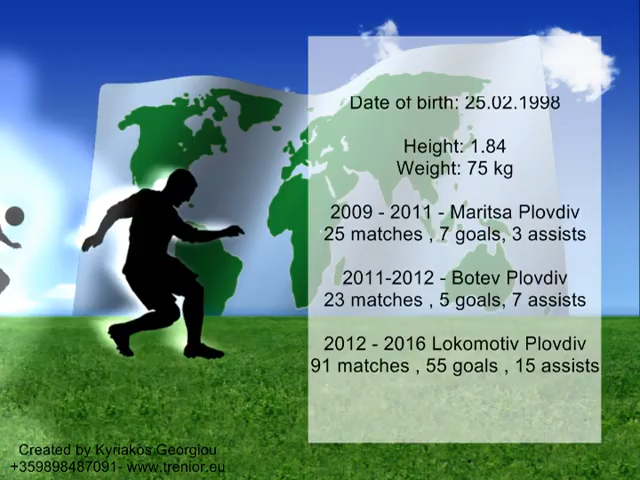 Date of birth: 25.02.1998
Height: 1.84
Weight: 75 kg
2009 - 2011 - Maritsa Plovdiv
25 matches , 7 goals, 3 assists
2011-2012 - Botev Plovdiv
23 matches , 5 goals, 7 assists
2012 - 2016 Lokomotiv Plovdiv
91 matches , 55 goals , 15 assists
Created by Kyriakos Georgiou
+359898487091- www.trenior.eu